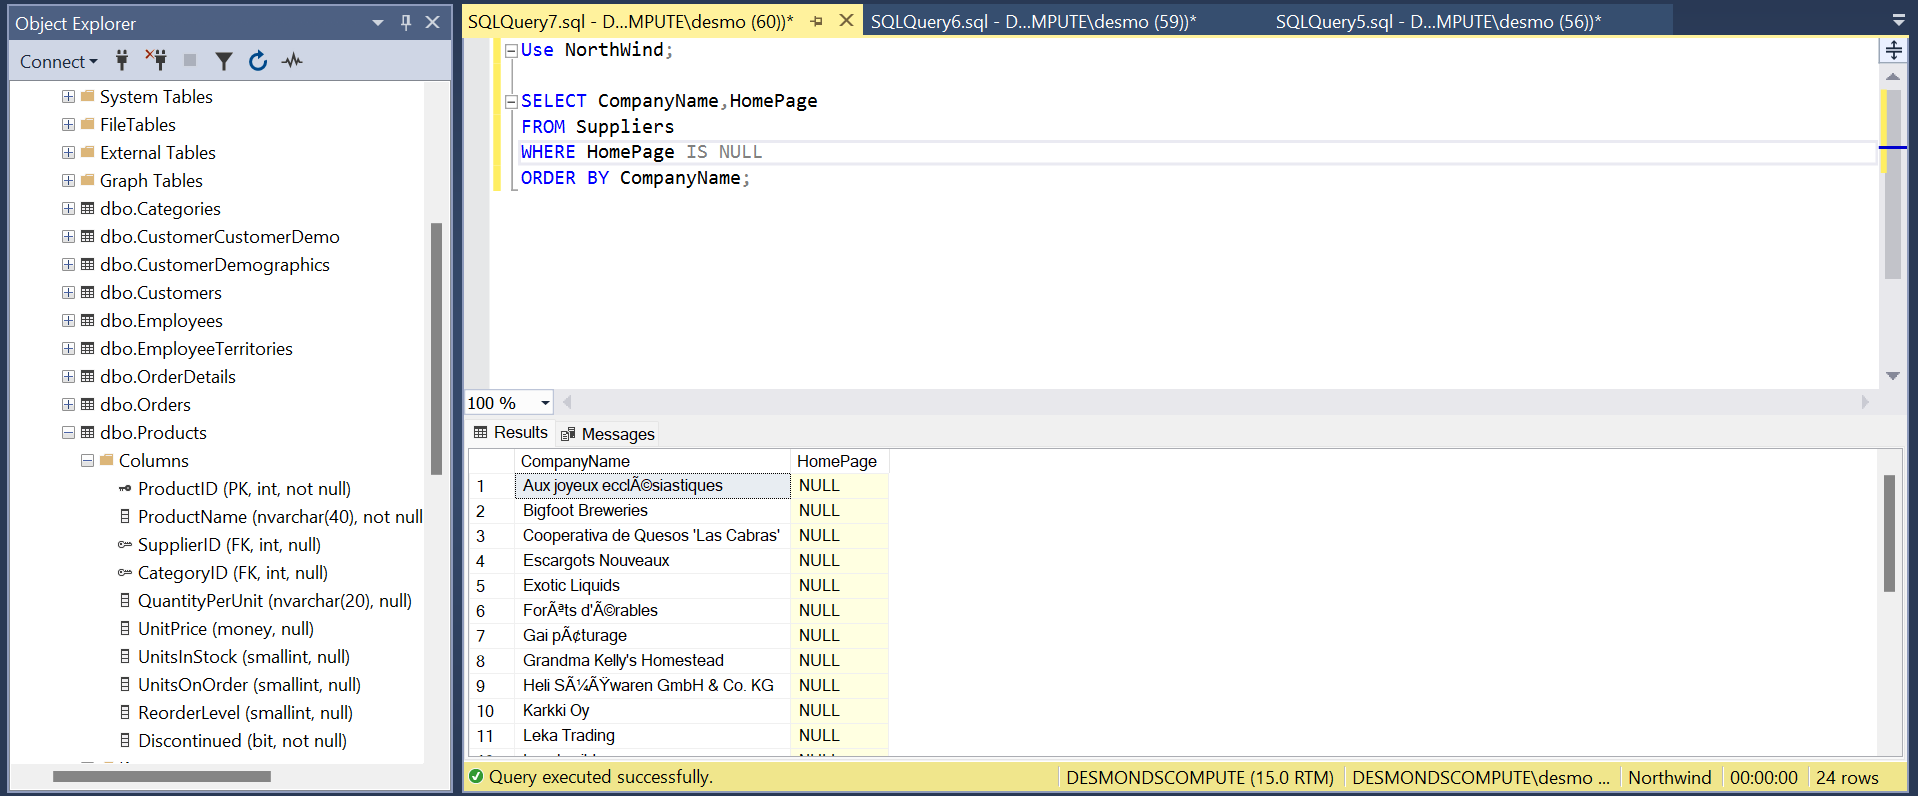 Object Explorer
Connect
System Tables
FileTables
External Tables
Graph Tables
dbo.Categories
dbo.CustomerCustomerDemo
dbo.CustomerDemographics
dbo.Customers
dbo.Employees
dbo.EmployeeTerritories
dbo.OrderDetails
dbo.Orders
dbo.Products
Columns
ProductID (PK, int, not null)
ProductName (nvarchar(40), not null
SupplierID (FK, int, null)
CategoryID (FK, int, null)
QuantityPerUnit (nvarchar(20), null)
UnitPrice (money, null)
UnitsInStock (smallint, null)
UnitsOnOrder (smallint, null)
ReorderLevel (smallint, null)
Discontinued (bit, not null)
SQLQuery7.sql - D...MPUTE\desmo (60))* SQLQuery6.sql - D...MPUTE\desmo (59))* SQLQuery5.sql - D...MPUTE\desmo (56))*
Use NorthWind;
SELECT CompanyName,HomePage
FROM Suppliers
WHERE HomePage IS NULL
ORDER BY CompanyName;
100 %
Results Messages
CompanyName HomePage
1 Aux joyeux ecclÃ©siastiques NULL
2 Bigfoot Breweries NULL
3 Cooperativa de Quesos 'Las Cabras' NULL
4 Escargots Nouveaux NULL
5 Exotic Liquids NULL
6 ForÃªts d'Ã©rables NULL
7 Gai pÃ¢turage NULL
8 Grandma Kelly's Homestead NULL
9 Heli SÃ¼ÃŸwaren GmbH & Co. KG NULL
10 Karkki Oy NULL
11 Leka Trading NULL
Query executed successfully. DESMONDSCOMPUTE (15.0 RTM) DESMONDSCOMPUTE\desmo ... Northwind 00:00:00 24 rows